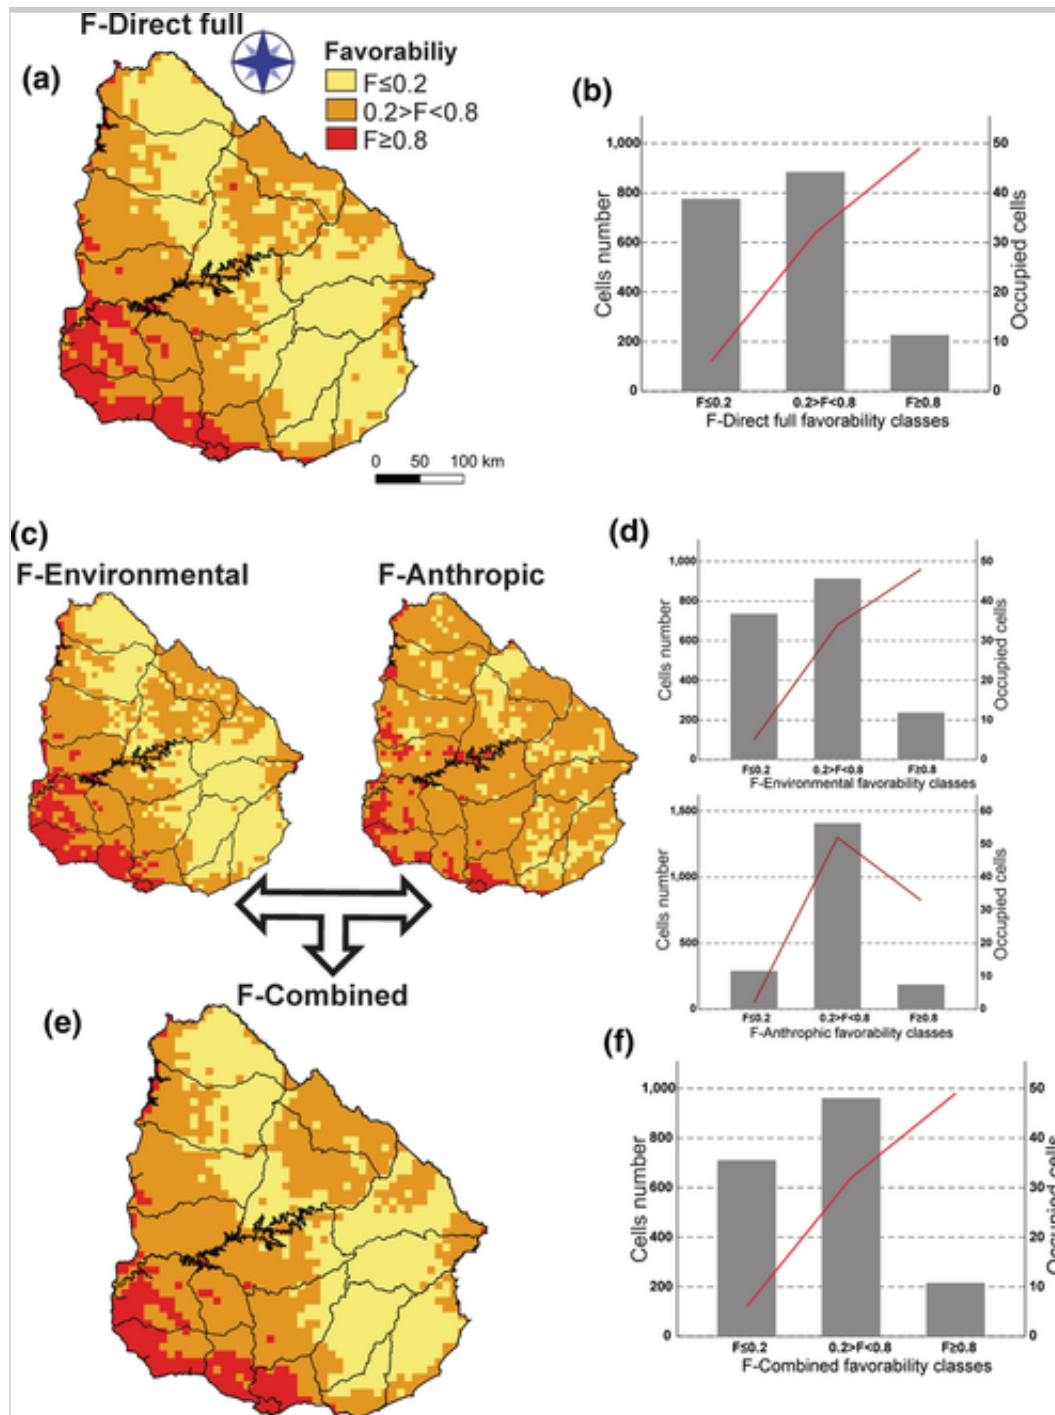 F-Direct full
(a)
Favorabiliy
F≤0.2
0.2>F<0.8
F≥0.8
0 50 100 km
(b)
Cells number
1,000
800
600
400
200
0
50
40
30
20
10
0
Occupied cells
F≤0.2 0.2>F<0.8 F≥0.8
F-Direct full favorability classes
(c)
F-Environmental
F-Anthropic
(d)
Cells number
1,000
800
600
400
200
0
50
40
30
20
10
0
Occupied cells
F≤0.2 0.2>F<0.8 F≥0.8
F-Environmental favorability classes
Cells number
1,500
1,000
500
0
60
50
40
30
20
10
0
Occupied cells
F≤0.2 0.2>F<0.8 F≥0.8
F-Anthrophic favorability classes
F-Combined
(e)
(f)
Cells number
1,000
800
600
400
200
0
50
40
30
20
10
0
Occupied cells
F≤0.2 0.2>F<0.8 F≥0.8
F-Combined favorability classes